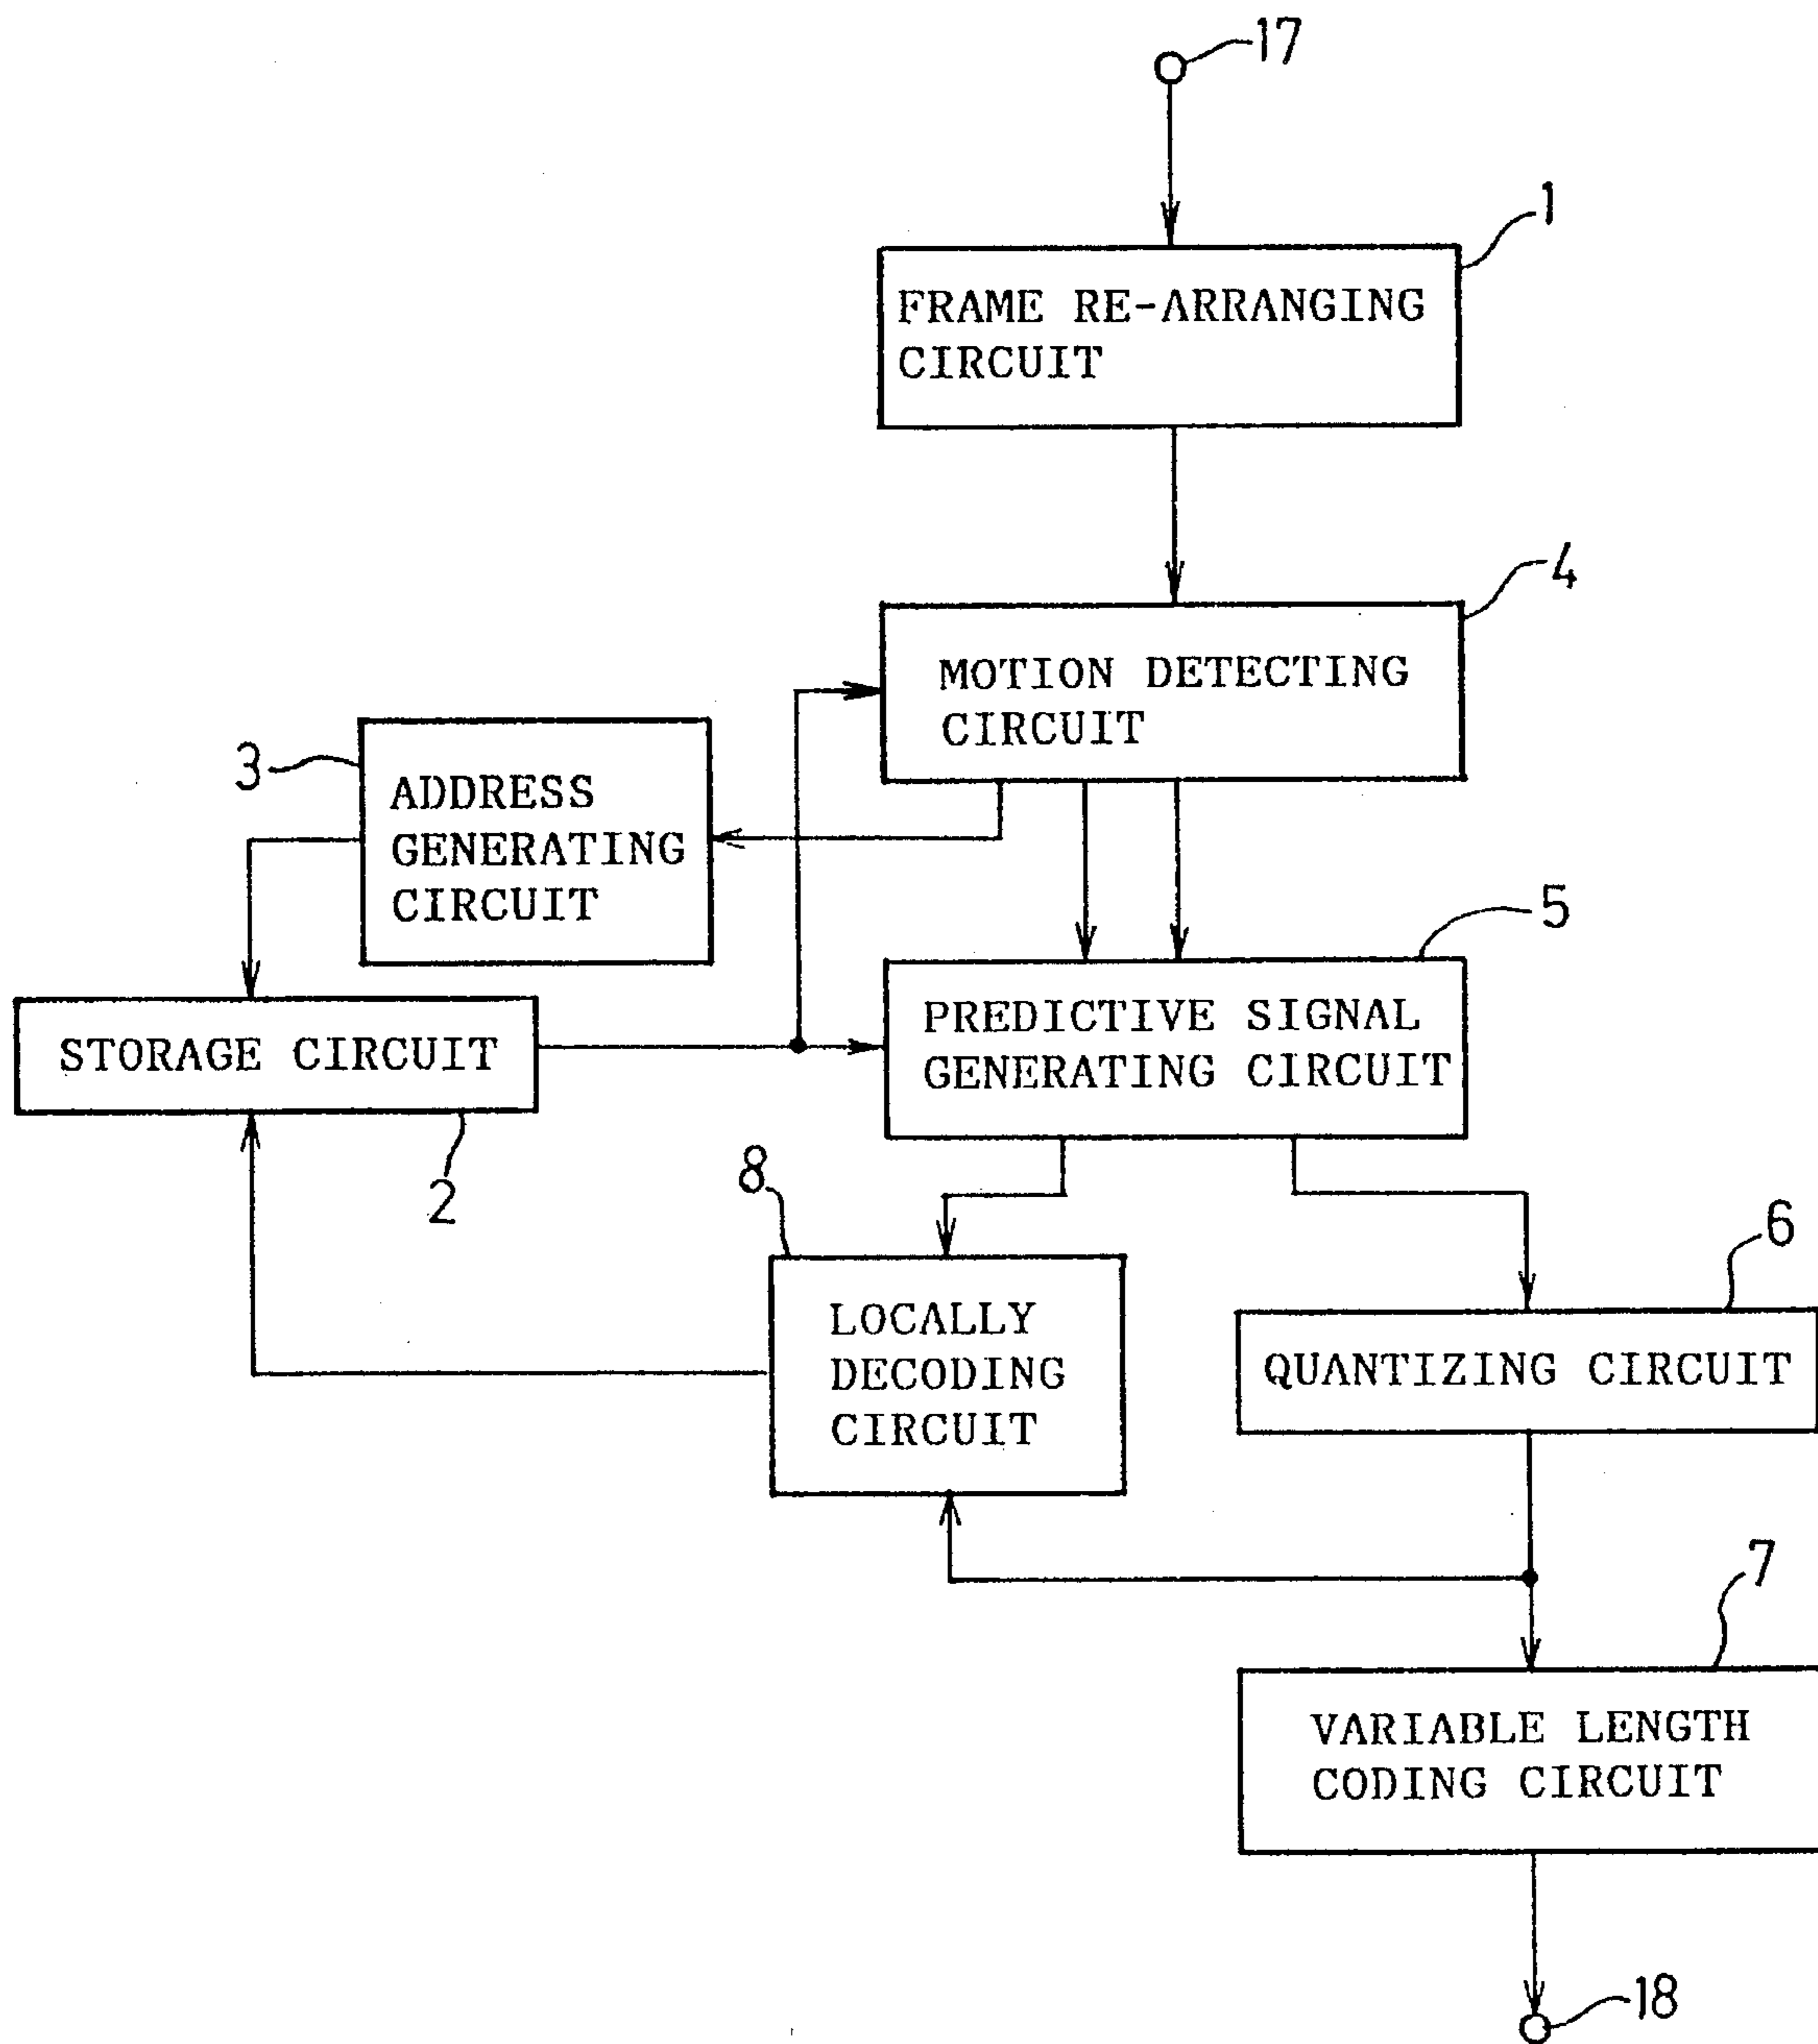 17
1
FRAME RE-ARRANGING
CIRCUIT
4
MOTION DETECTING
CIRCUIT
3
ADDRESS
GENERATING
CIRCUIT
5
PREDICTIVE SIGNAL
GENERATING CIRCUIT
STORAGE CIRCUIT
2
8
LOCALLY
DECODING
CIRCUIT
6
QUANTIZING CIRCUIT
7
VARIABLE LENGTH
CODING CIRCUIT
18